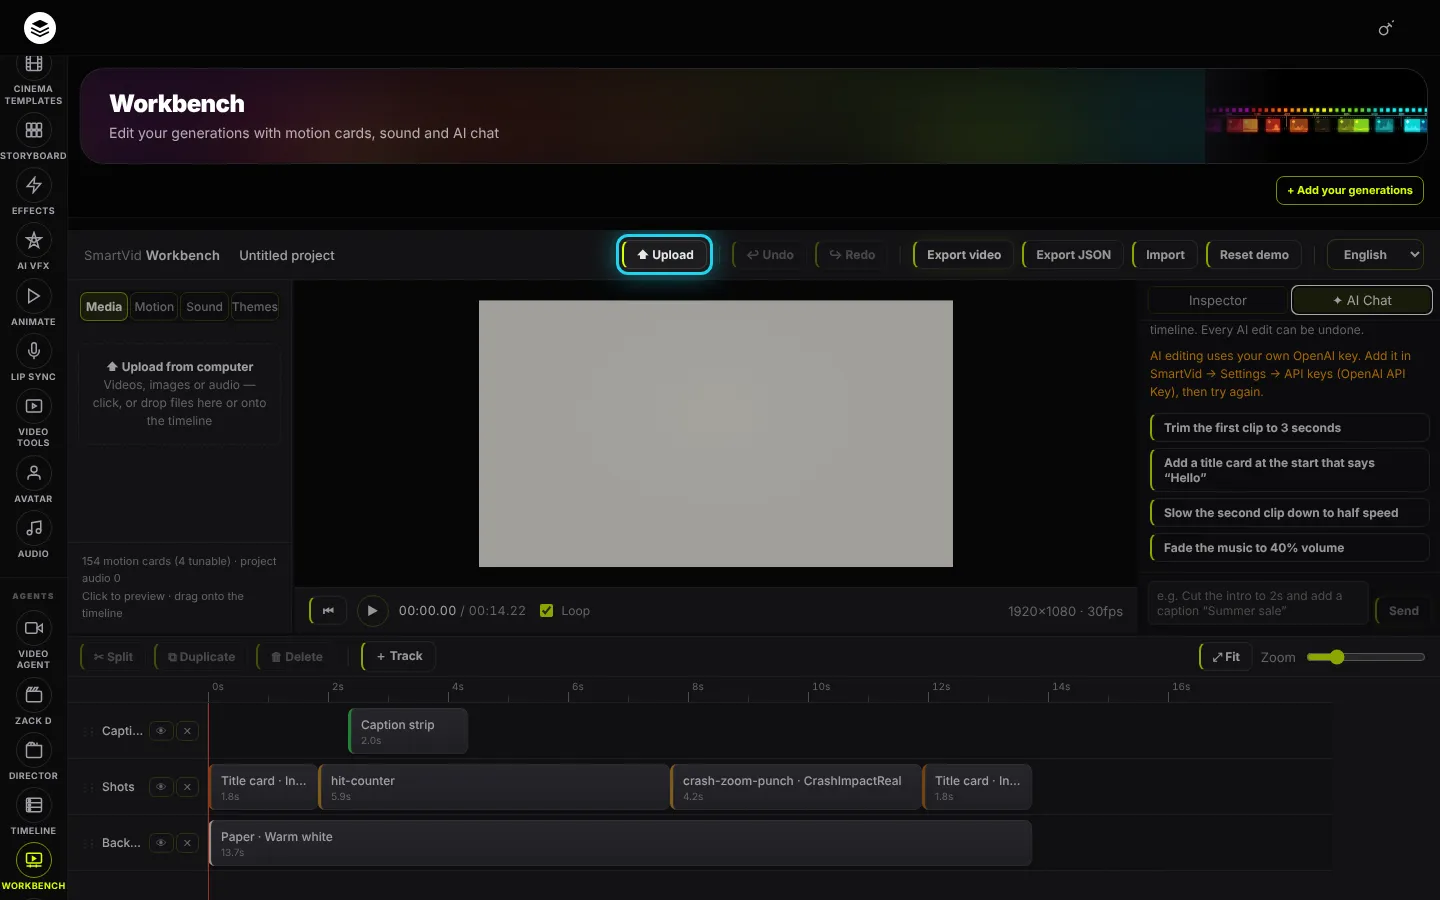 Workbench
Edit your generations with motion cards, sound and AI chat
+ Add your generations
CINEMA
TEMPLATES
STORYBOARD
EFFECTS
AI VFX
ANIMATE
LIP SYNC
VIDEO
TOOLS
AVATAR
AUDIO
AGENTS
VIDEO
AGENT
ZACK D
DIRECTOR
TIMELINE
WORKBENCH
SmartVid Workbench
Untitled project
Upload
Undo
Redo
Export video
Export JSON
Import
Reset demo
English
Media
Motion
Sound
Themes
Upload from computer
Videos, images or audio —
click, or drop files here or onto
the timeline
154 motion cards (4 tunable) · project
audio 0
Click to preview · drag onto the
timeline
00:00.00 / 00:14.22
Loop
1920×1080 · 30fps
Inspector
✦ AI Chat
timeline. Every AI edit can be undone.
AI editing uses your own OpenAI key. Add it in
SmartVid → Settings → API keys (OpenAI API
Key), then try again.
Trim the first clip to 3 seconds
Add a title card at the start that says
“Hello”
Slow the second clip down to half speed
Fade the music to 40% volume
e.g. Cut the intro to 2s and add a
caption “Summer sale”
Send
Split
Duplicate
Delete
+ Track
Fit
Zoom
0s
2s
4s
6s
8s
10s
12s
14s
16s
Capti...
Caption strip
2.0s
Shots
Title card · In...
1.8s
hit-counter
5.9s
crash-zoom-punch · CrashImpactReal
4.2s
Title card · In...
1.8s
Back...
Paper · Warm white
13.7s